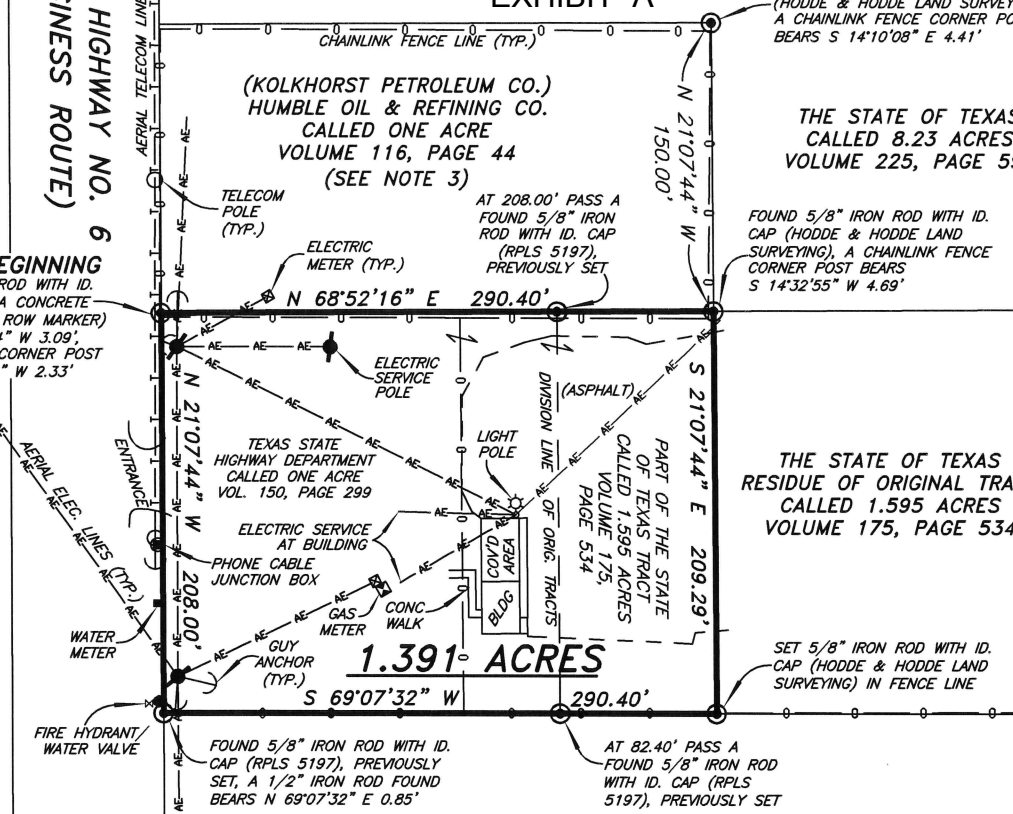 EXHIBIT "A"
(HODDE & HODDE LAND
A CHAINLINK FENCE CORNER
BEARS S 14°10'08" E 4.41'
CHAINLINK FENCE LINE (TYP.)
AERIAL TELECOM LINE
HIGHWAY NO. 6
ROUTE)
(KOLKHORST PETROLEUM CO.)
HUMBLE OIL & REFINING CO.
CALLED ONE ACRE
VOLUME 116, PAGE 44
(SEE NOTE 3)
N 21°07'44" W
150.00'
THE STATE OF TEXAS
CALLED 8.23 ACRES
VOLUME 225, PAGE
TELECOM
POLE
(TYP.)
AT 208.00' PASS A
FOUND 5/8" IRON
ROD WITH ID. CAP
(RPLS 5197),
PREVIOUSLY SET
FOUND 5/8" IRON ROD WITH ID.
CAP (HODDE & HODDE LAND
SURVEYING), A CHAINLINK FENCE
CORNER POST BEARS
S 14°32'55" W 4.69'
ELECTRIC
METER (TYP.)
ROD WITH ID.
A CONCRETE
ROW MARKER)
" W 3.09',
CORNER POST
" W 2.33'
N 68°52'16" E 290.40'
ELECTRIC
SERVICE
POLE
(ASPHALT)
DIVISION LINE OF ORIG. TRACTS
S 21°07'44" E 209.29'
PART OF THE STATE
OF TEXAS TRACT
CALLED 1.595 ACRES
VOLUME 175,
PAGE 534
LIGHT
POLE
N 21°07'44" W 208.00'
TEXAS STATE
HIGHWAY DEPARTMENT
CALLED ONE ACRE
VOL. 150, PAGE 299
ENTRANCE
AERIAL ELEC. LINES (TYP.)
THE STATE OF TEXAS
RESIDUE OF ORIGINAL
CALLED 1.595 ACRES
VOLUME 175, PAGE 534
ELECTRIC SERVICE
AT BUILDING
COV'D
AREA
BLDG
PHONE CABLE
JUNCTION BOX
GAS
METER
CONC
WALK
WATER
METER
GUY
ANCHOR
(TYP.)
1.391 ACRES
S 69°07'32" W 290.40'
SET 5/8" IRON ROD WITH ID.
CAP (HODDE & HODDE LAND
SURVEYING) IN FENCE LINE
FIRE HYDRANT/
WATER VALVE
FOUND 5/8" IRON ROD WITH ID.
CAP (RPLS 5197), PREVIOUSLY
SET, A 1/2" IRON ROD FOUND
BEARS N 69°07'32" E 0.85'
AT 82.40' PASS A
FOUND 5/8" IRON ROD
WITH ID. CAP (RPLS
5197), PREVIOUSLY SET